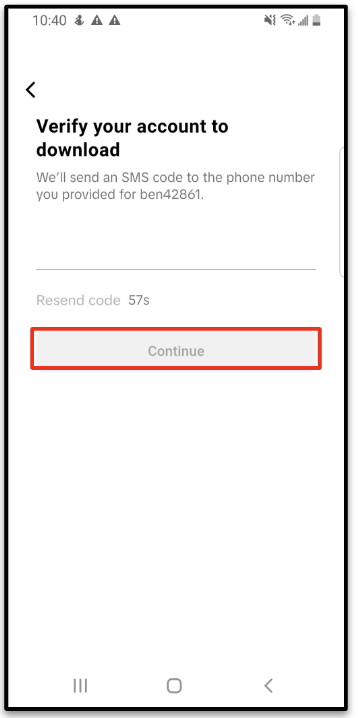 10:40
Verify your account to
download
We'll send an SMS code to the phone number
you provided for ben42861.
Resend code 57s
Continue